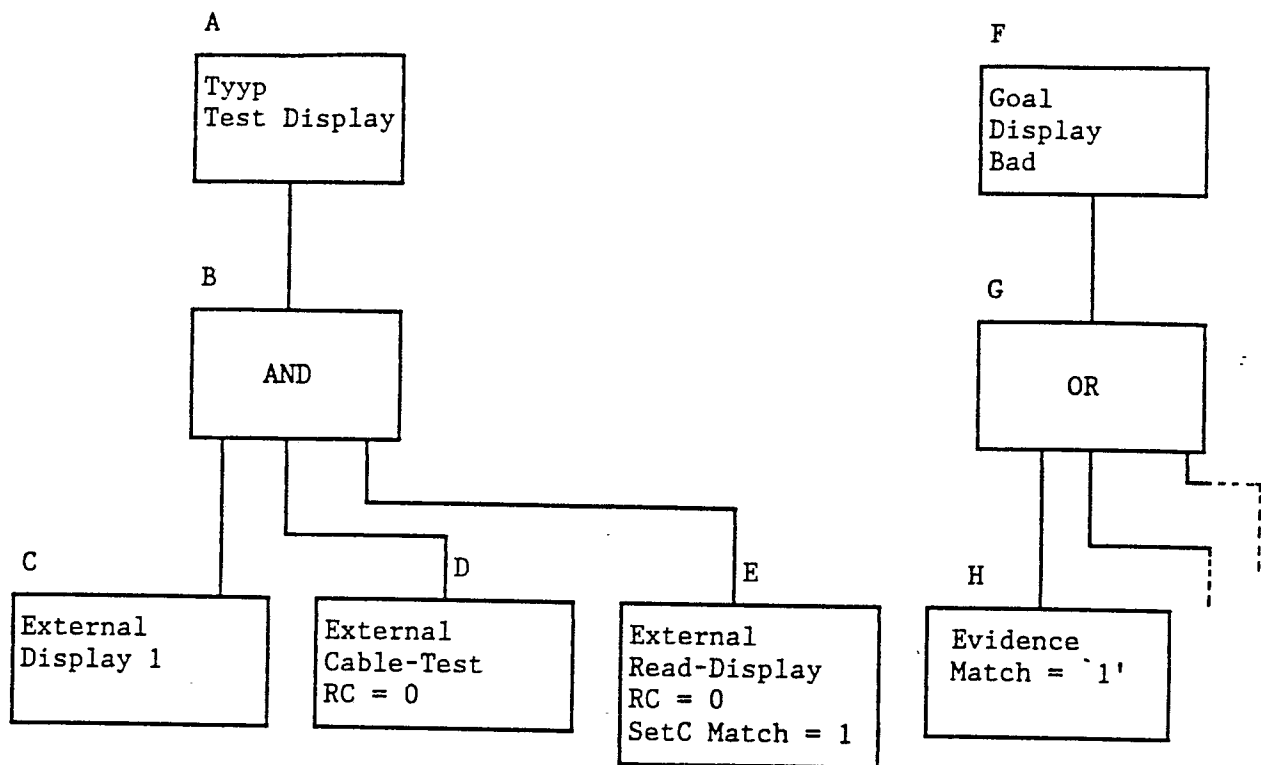 A
Tyyp
Test Display
B
AND
C
External
Display 1
D
External
Cable-Test
RC = 0
E
External
Read-Display
RC = 0
SetC Match = 1
F
Goal
Display
Bad
G
OR
H
Evidence
Match = `1'